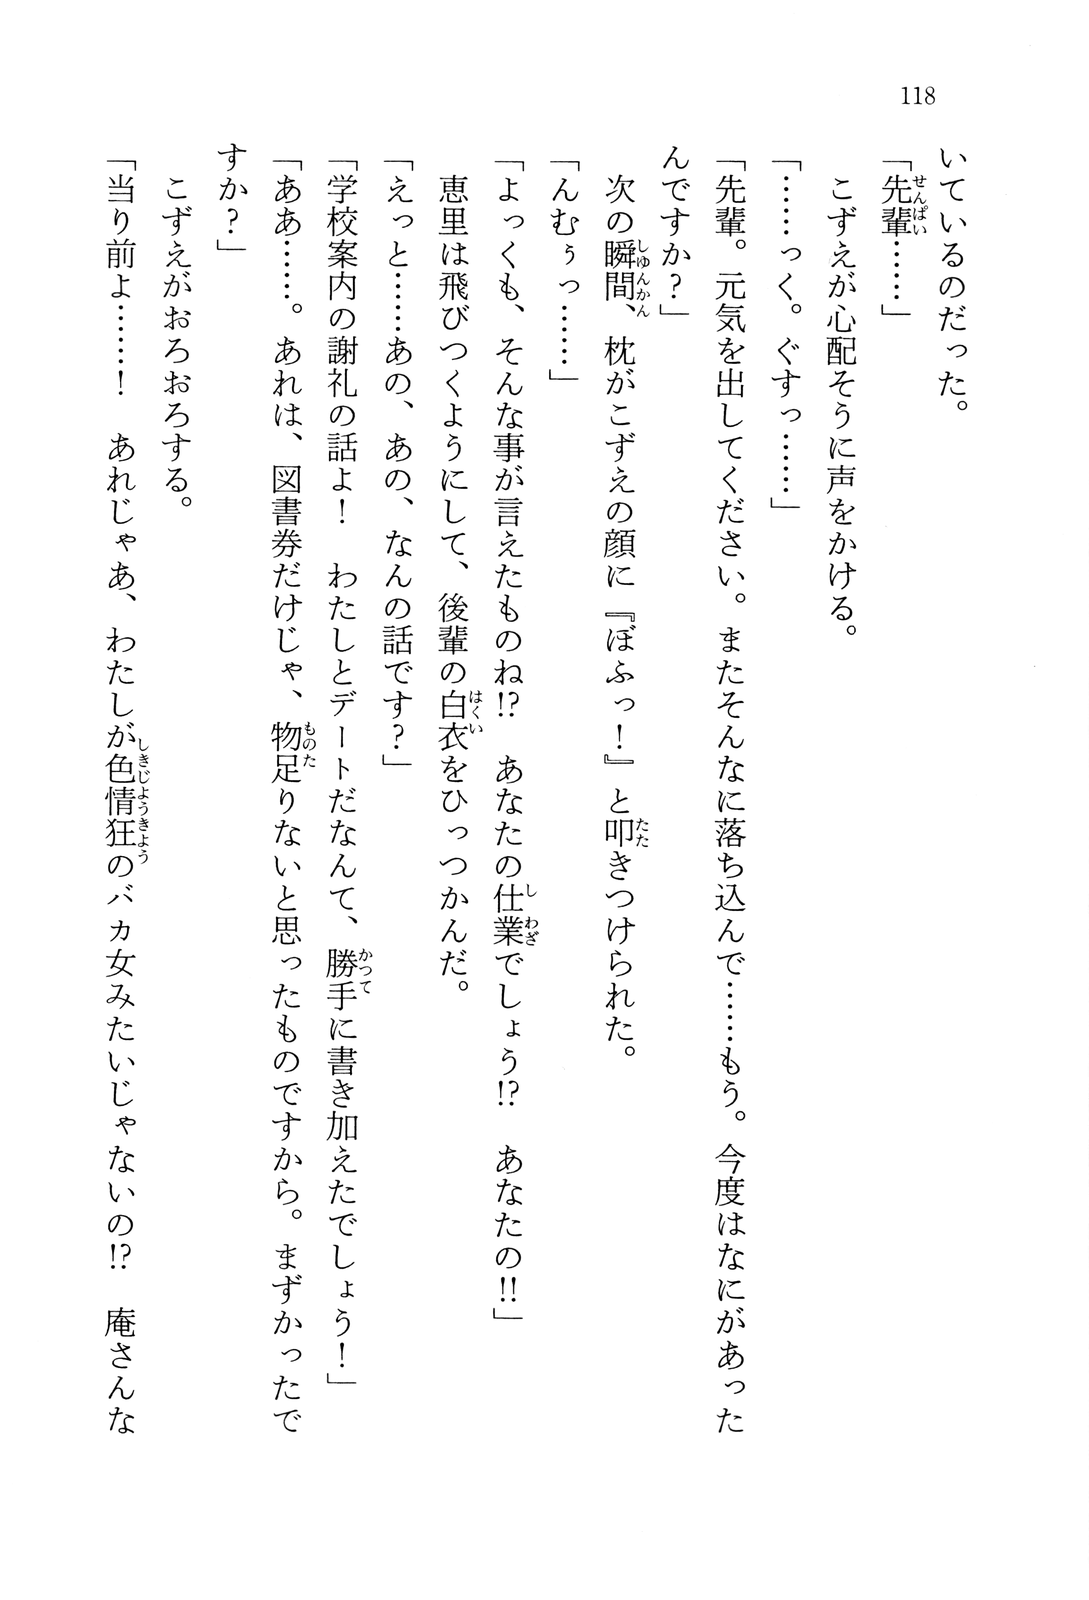 118
いているのだった。
「先輩……」
　こずえが心配そうに声をかける。
「……っく。ぐすっ……」
「先輩。元気を出してください。またそんなに落ち込んで……もう。今度はなにがあった
んですか？」
　次の瞬間、枕がこずえの顔に『ぼふっ！』と叩きつけられた。
「んむぅっ……」
「よっくも、そんな事が言えたものね!?　あなたの仕業でしょう!?　あなたの!!」
　恵里は飛びつくようにして、後輩の白衣をひっつかんだ。
「えっと……あの、あの、なんの話です？」
「学校案内の謝礼の話よ！　わたしとデートだなんて、勝手に書き加えたでしょう！」
「ああ……。あれは、図書券だけじゃ、物足りないと思ったものですから。まずかったで
すか？」
　こずえがおろおろする。
「当り前よ……！　あれじゃあ、わたしが色情狂のバカ女みたいじゃないの!?　庵さんな